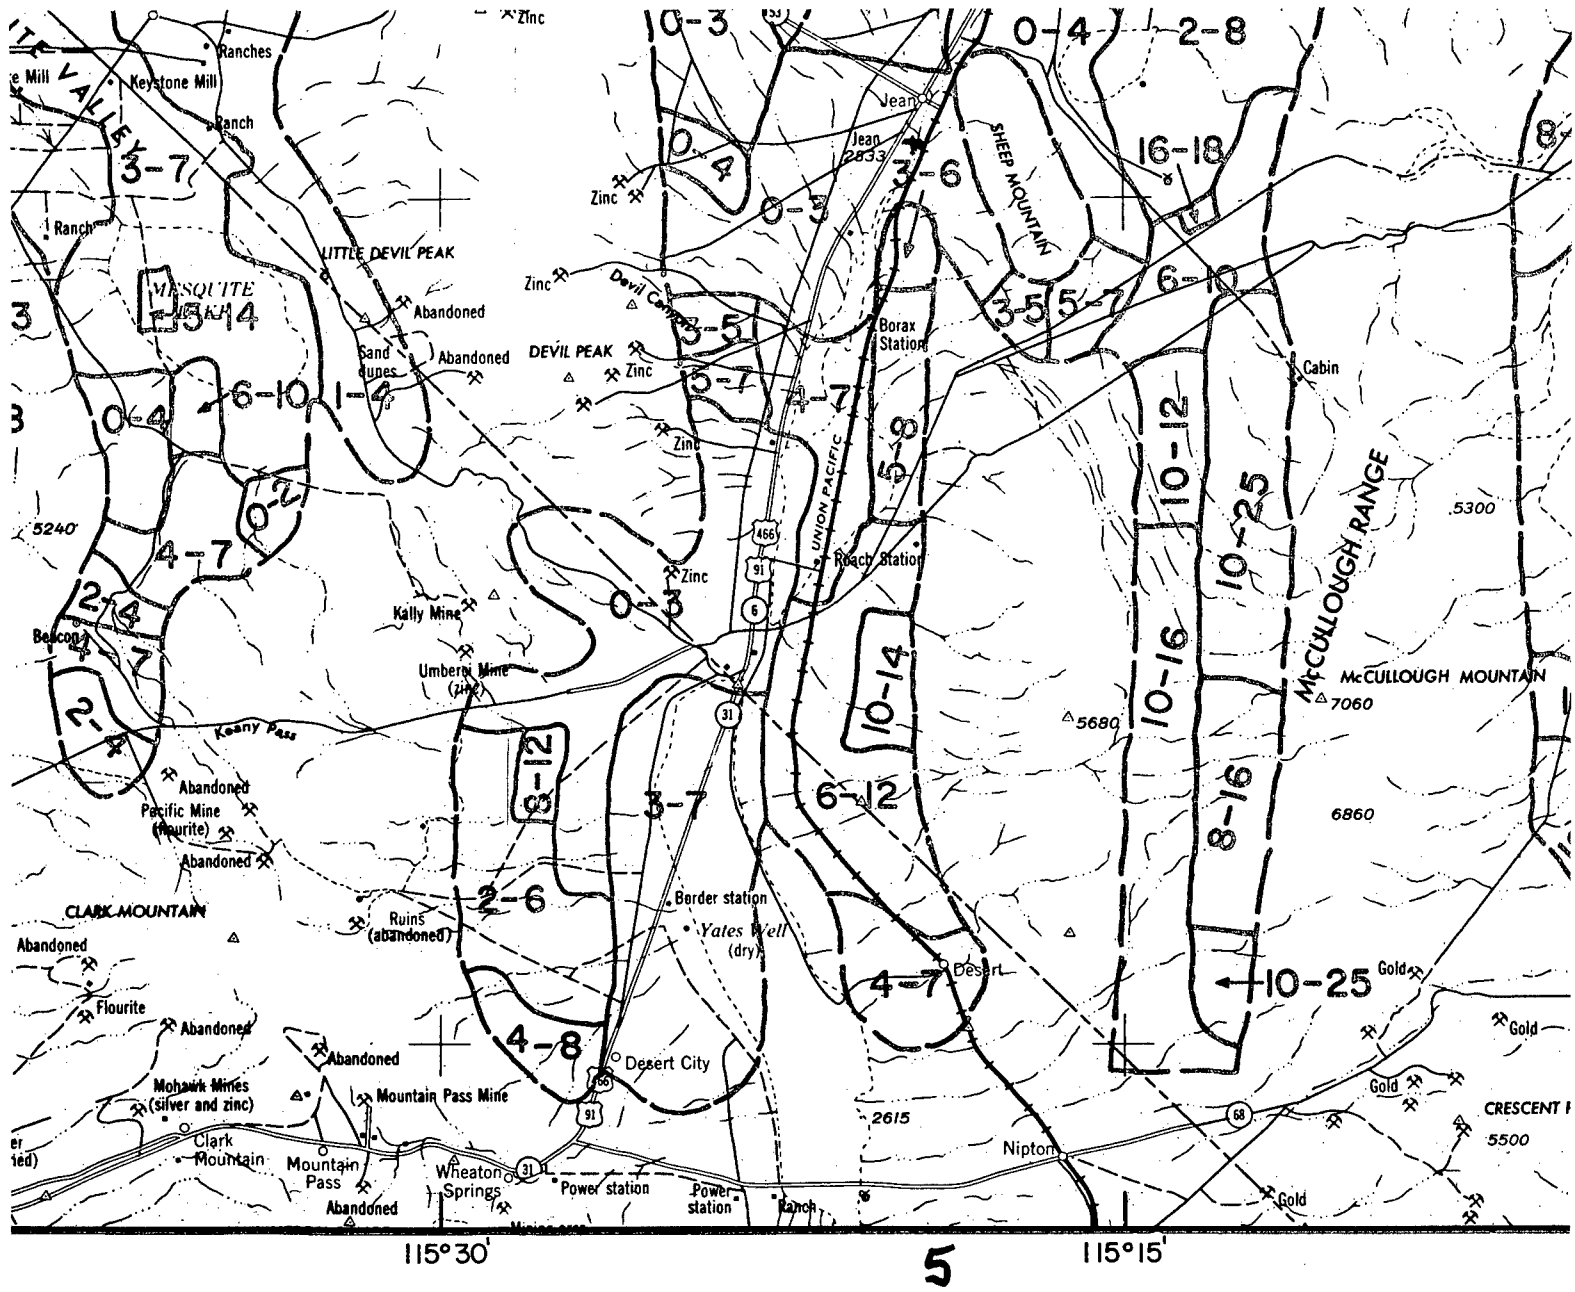 Zinc
53
0-3
0-4
2-8
Ranches
Keystone Mill
Mill
VALLEY
Ranch
3-7
Jean
Jean
2833
0-4
Zinc
0-3
3-6
SHEEP MOUNTAIN
16-18
8-
Ranch
LITTLE DEVIL PEAK
MESQUITE
5-14
Zinc
Devil Canyon
Abandoned
3
3-5
Borax
Station
3-5
5-7
6-10
Sand
dunes
Abandoned
DEVIL PEAK
Zinc
Cabin
0-4
6-10
1-4
5-7
4-7
Zinc
5-8
10-12
10-25
McCULLOUGH RANGE
5240
0-2
466
UNION PACIFIC
5300
4-7
91
Roach Station
Zinc
2-4
Kally Mine
0-3
6
Beacon
4-7
Umberci Mine
(zinc)
10-14
10-16
McCULLOUGH MOUNTAIN
7060
2-4
Keany Pass
31
5680
8-12
Abandoned
Pacific Mine
(flourite)
3-7
6-12
8-16
6860
Abandoned
2-6
Border station
CLARK MOUNTAIN
Ruins
(abandoned)
Yates Well
(dry)
Abandoned
Desert
4-7
10-25
Gold
Flourite
Abandoned
Gold
Abandoned
4-8
Desert City
66
Mohawk Mines
(silver and zinc)
Mountain Pass Mine
91
2615
Gold
68
CRESCENT
5500
Clark
Mountain
Mountain
Pass
Wheaton
Springs
31
Nipton
Power station
Power
station
Ranch
Gold
Abandoned
115°30'
115°15'
5